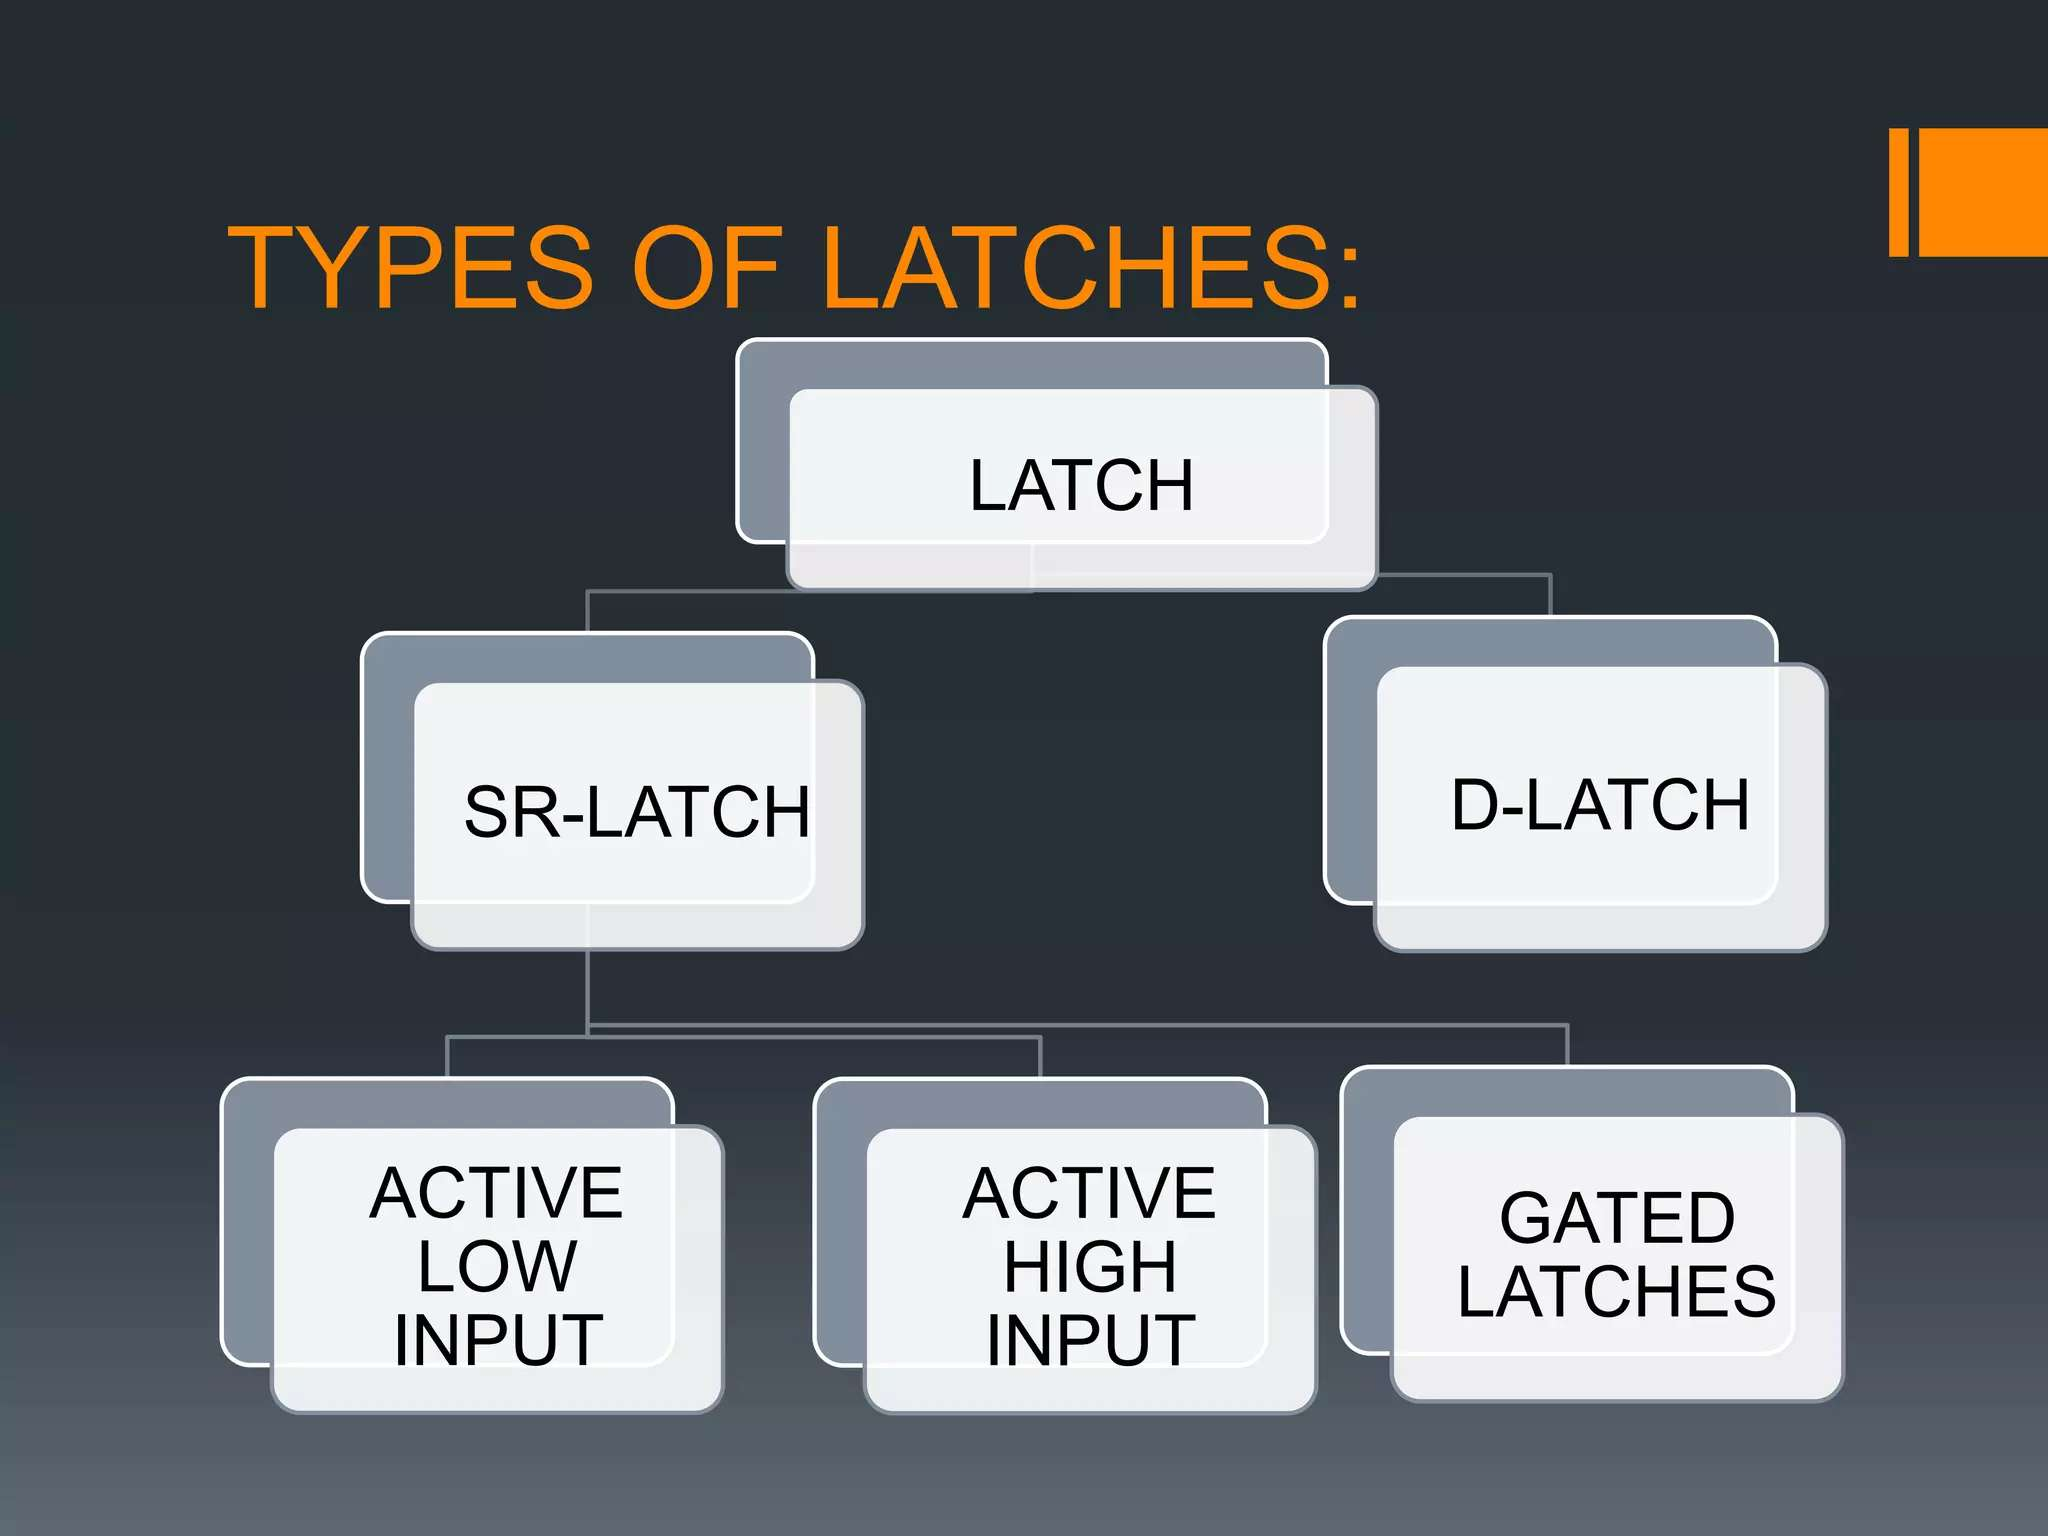 TYPES OF LATCHES:
LATCH
SR-LATCH
D-LATCH
ACTIVE
LOW
INPUT
ACTIVE
HIGH
INPUT
GATED
LATCHES